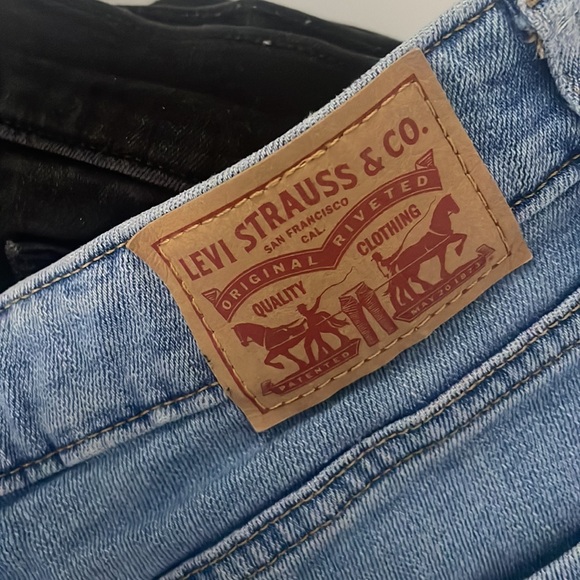 LEVI STRAUSS & CO.
SAN FRANCISCO
CAL.
ORIGINAL RIVETED
QUALITY CLOTHING
PATENTED
MAY 20 1873